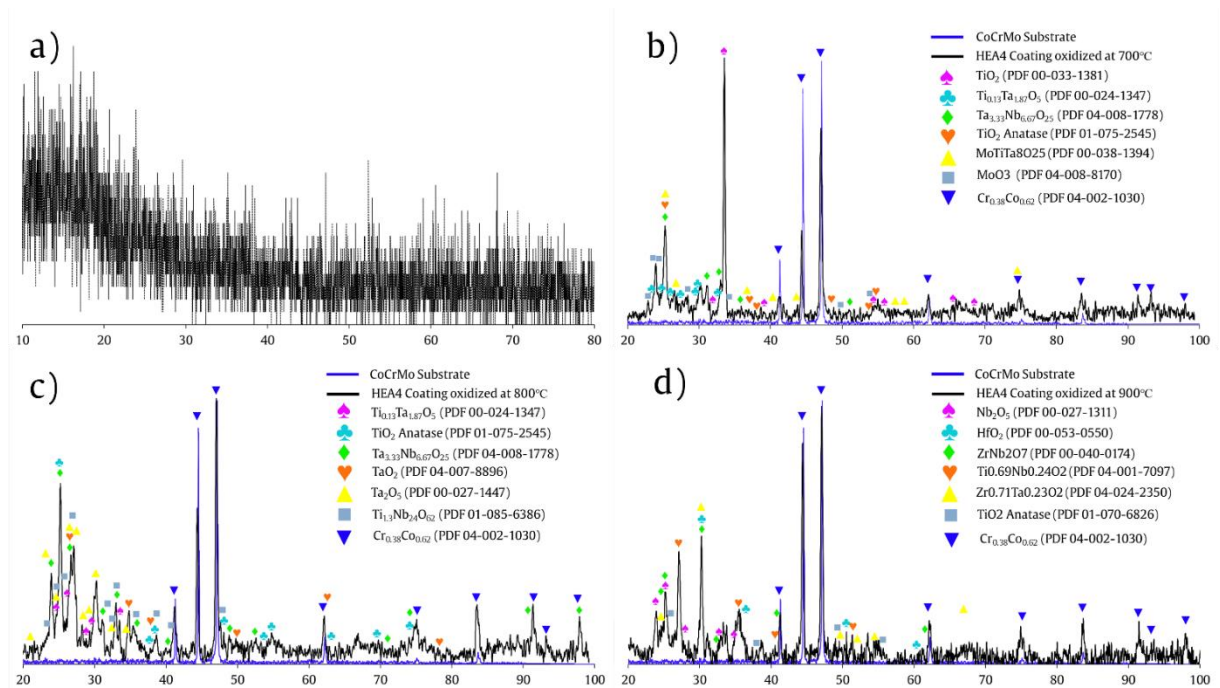 a)
10 20 30 40 50 60 70 80
b)
CoCrMo Substrate
HEA4 Coating oxidized at 700°C
TiO₂ (PDF 00-033-1381)
Ti₀.₁₃Ta₁.₈₇O₅ (PDF 00-024-1347)
Ta₃.₃₃Nb₆.₆₇O₂₅ (PDF 04-008-1778)
TiO₂ Anatase (PDF 01-075-2545)
MoTiTa8O25 (PDF 00-038-1394)
MoO3 (PDF 04-008-8170)
Cr₀.₃₈Co₀.₆₂ (PDF 04-002-1030)
20 30 40 50 60 70 80 90 100
c)
CoCrMo Substrate
HEA4 Coating oxidized at 800°C
Ti₀.₁₃Ta₁.₈₇O₅ (PDF 00-024-1347)
TiO₂ Anatase (PDF 01-075-2545)
Ta₃.₃₃Nb₆.₆₇O₂₅ (PDF 04-008-1778)
TaO₂ (PDF 04-007-8896)
Ta₂O₅ (PDF 00-027-1447)
Ti₁.₃Nb₂₄O₆₂ (PDF 01-085-6386)
Cr₀.₃₈Co₀.₆₂ (PDF 04-002-1030)
20 30 40 50 60 70 80 90 100
d)
CoCrMo Substrate
HEA4 Coating oxidized at 900°C
Nb₂O₅ (PDF 00-027-1311)
HfO₂ (PDF 00-053-0550)
ZrNb2O7 (PDF 00-040-0174)
Ti0.69Nb0.24O2 (PDF 04-001-7097)
Zr0.71Ta0.23O2 (PDF 04-024-2350)
TiO2 Anatase (PDF 01-070-6826)
Cr₀.₃₈Co₀.₆₂ (PDF 04-002-1030)
20 30 40 50 60 70 80 90 100